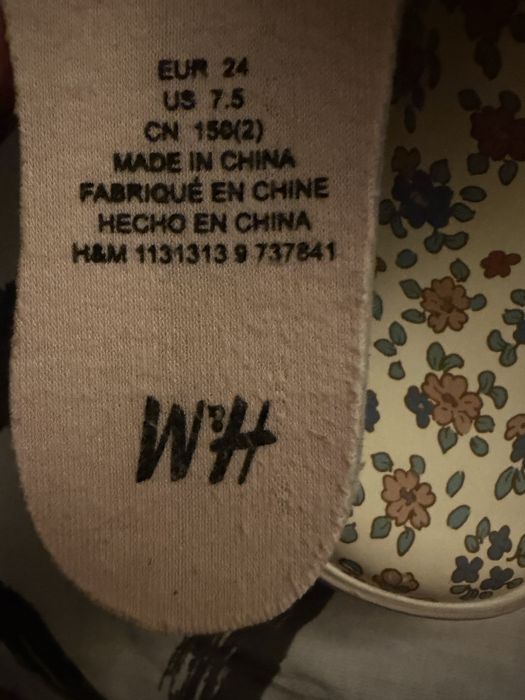 EUR 24
US 7.5
CN 150(2)
MADE IN CHINA
FABRIQUÉ EN CHINE
HECHO EN CHINA
H&M 1131313 9 737841
H&M